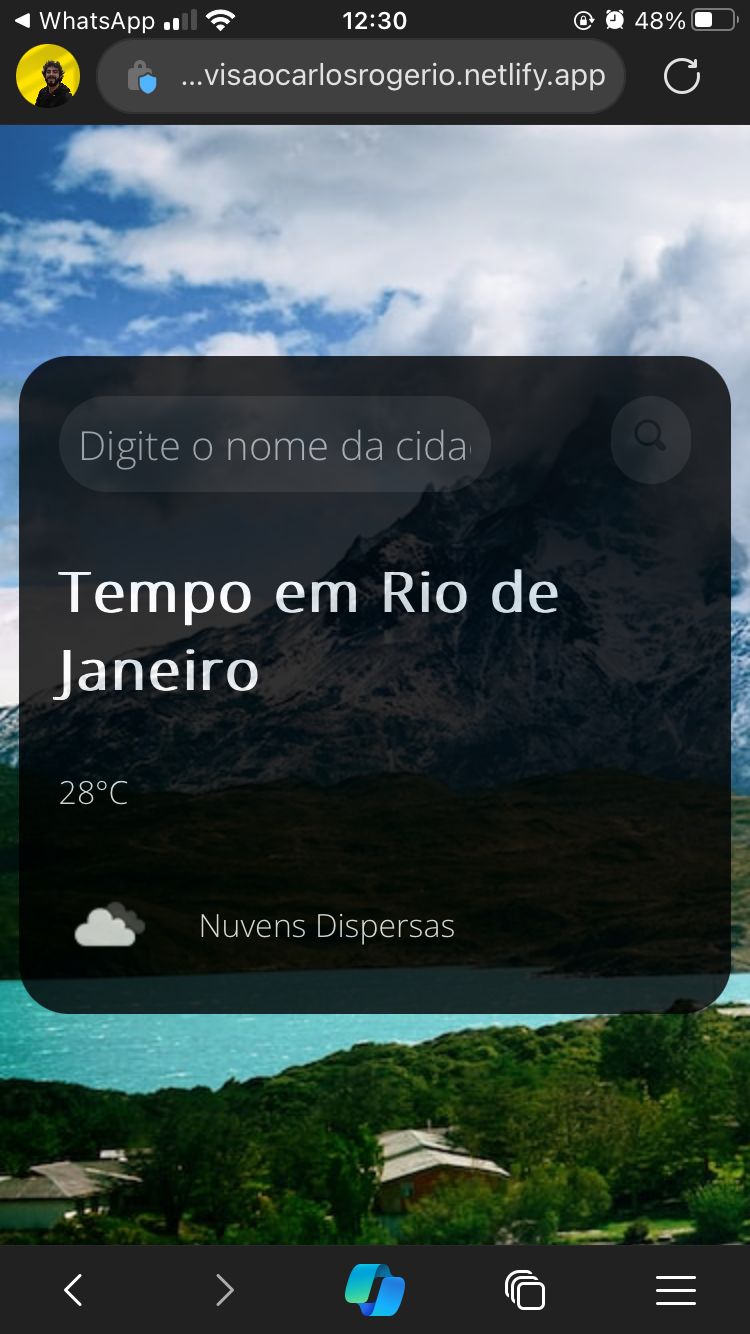 WhatsApp 12:30 48%
...visaocarlosrogerio.netlify.app
Digite o nome da cida
Tempo em Rio de
Janeiro
28°C
Nuvens Dispersas